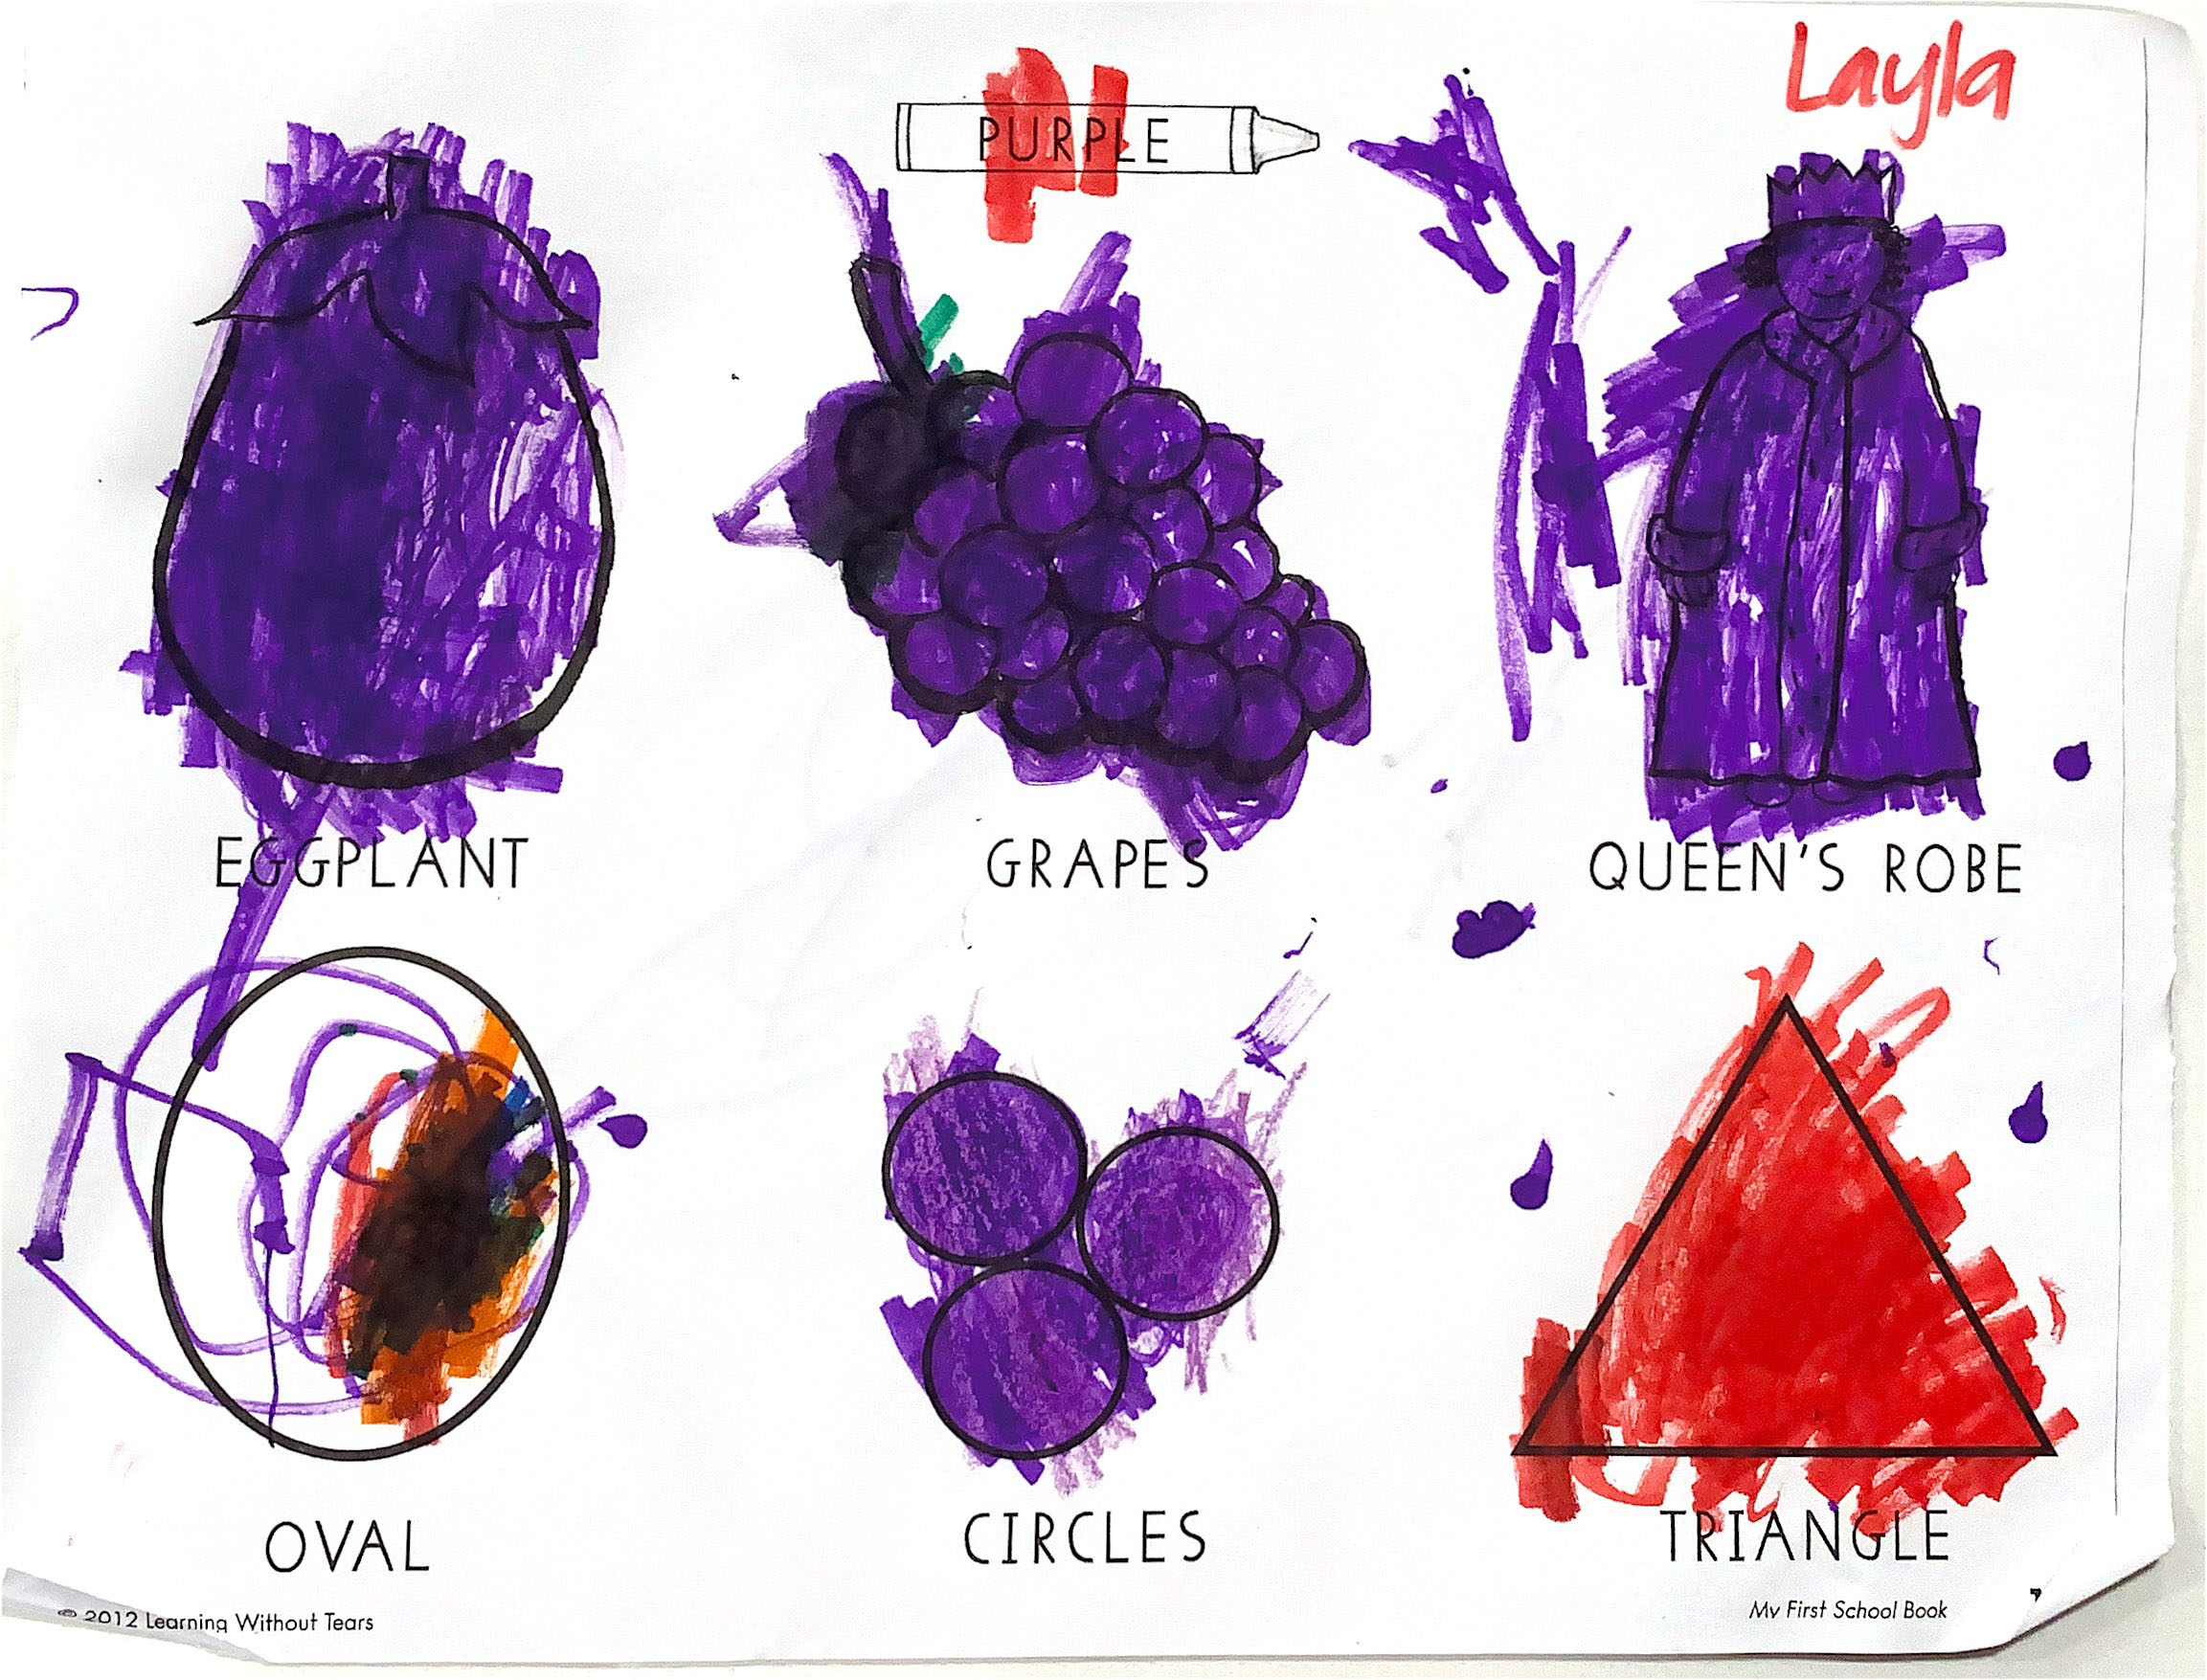 Layla
PURPLE
EGGPLANT
GRAPES
QUEEN'S ROBE
OVAL
CIRCLES
TRIANGLE
© 2012 Learning Without Tears
My First School Book